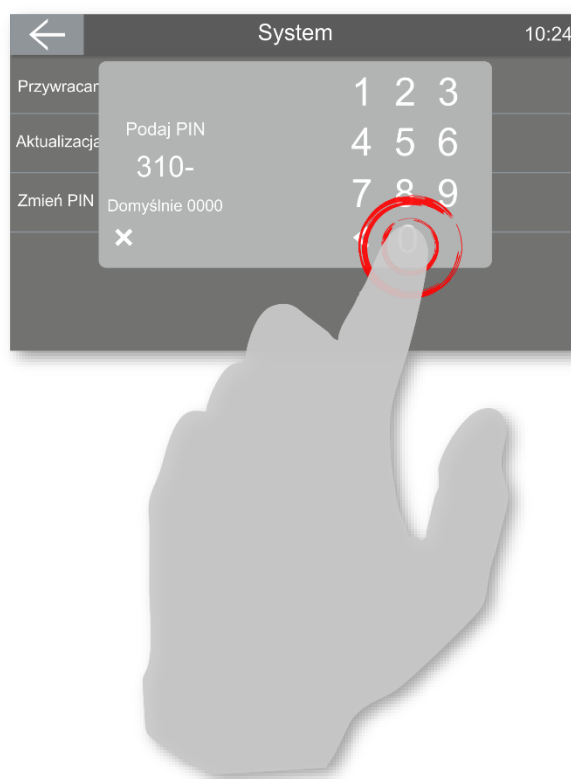 System 10:24
Przywracan
Aktualizacja
Zmień PIN
Podaj PIN
310-
Domyślnie 0000
1 2 3
4 5 6
7 8 9
0